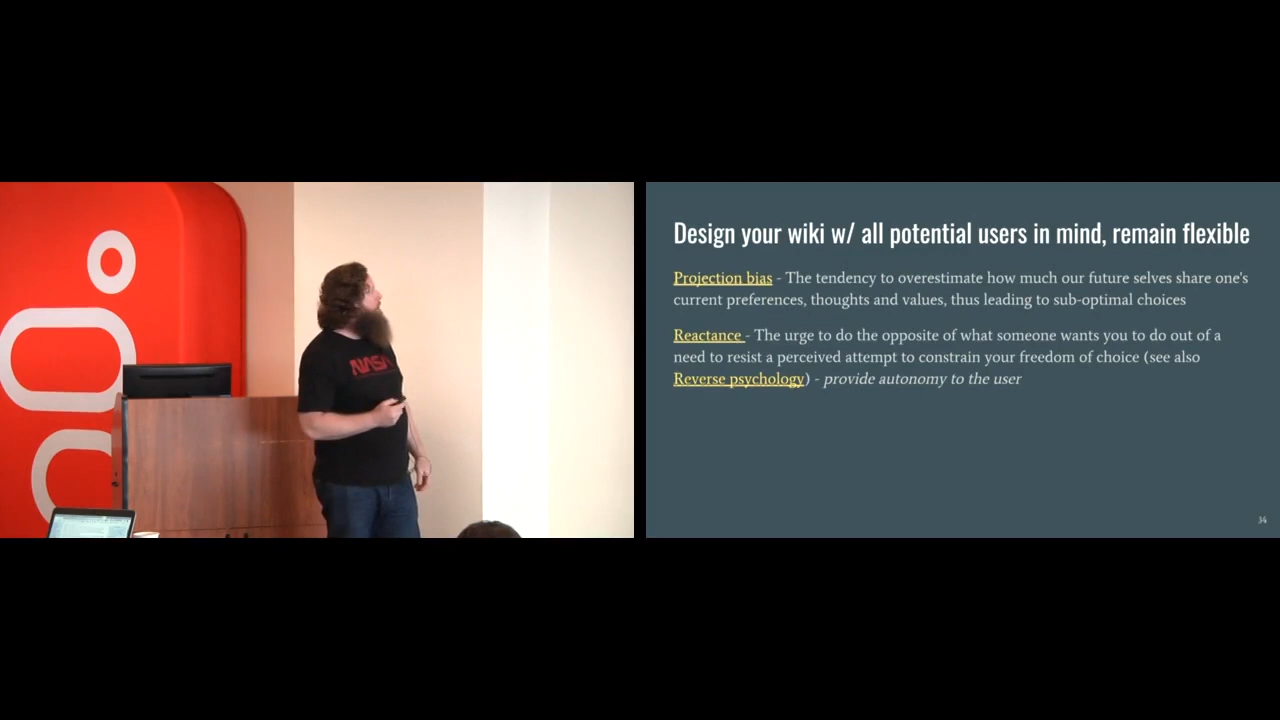 NASA
Design your wiki w/ all potential users in mind, remain flexible
Projection bias - The tendency to overestimate how much our future selves share one's
current preferences, thoughts and values, thus leading to sub-optimal choices
Reactance - The urge to do the opposite of what someone wants you to do out of a
need to resist a perceived attempt to constrain your freedom of choice (see also
Reverse psychology) - provide autonomy to the user
34